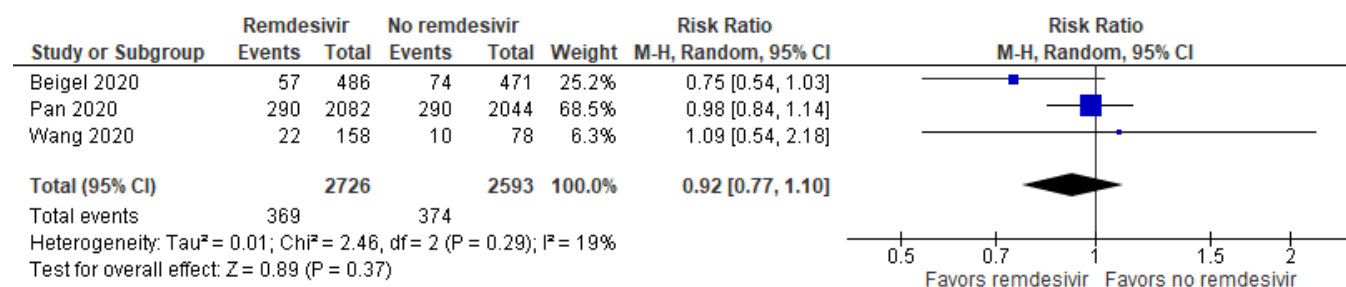 Remdesivir No remdesivir Risk Ratio Risk Ratio
Study or Subgroup Events Total Events Total Weight M-H, Random, 95% CI M-H, Random, 95% CI
Beigel 2020 57 486 74 471 25.2% 0.75 [0.54, 1.03]
Pan 2020 290 2082 290 2044 68.5% 0.98 [0.84, 1.14]
Wang 2020 22 158 10 78 6.3% 1.09 [0.54, 2.18]
Total (95% CI) 2726 2593 100.0% 0.92 [0.77, 1.10]
Total events 369 374
Heterogeneity: Tau² = 0.01; Chi² = 2.46, df = 2 (P = 0.29); I² = 19%
Test for overall effect: Z = 0.89 (P = 0.37)
0.5 0.7 1 1.5 2
Favors remdesivir Favors no remdesivir